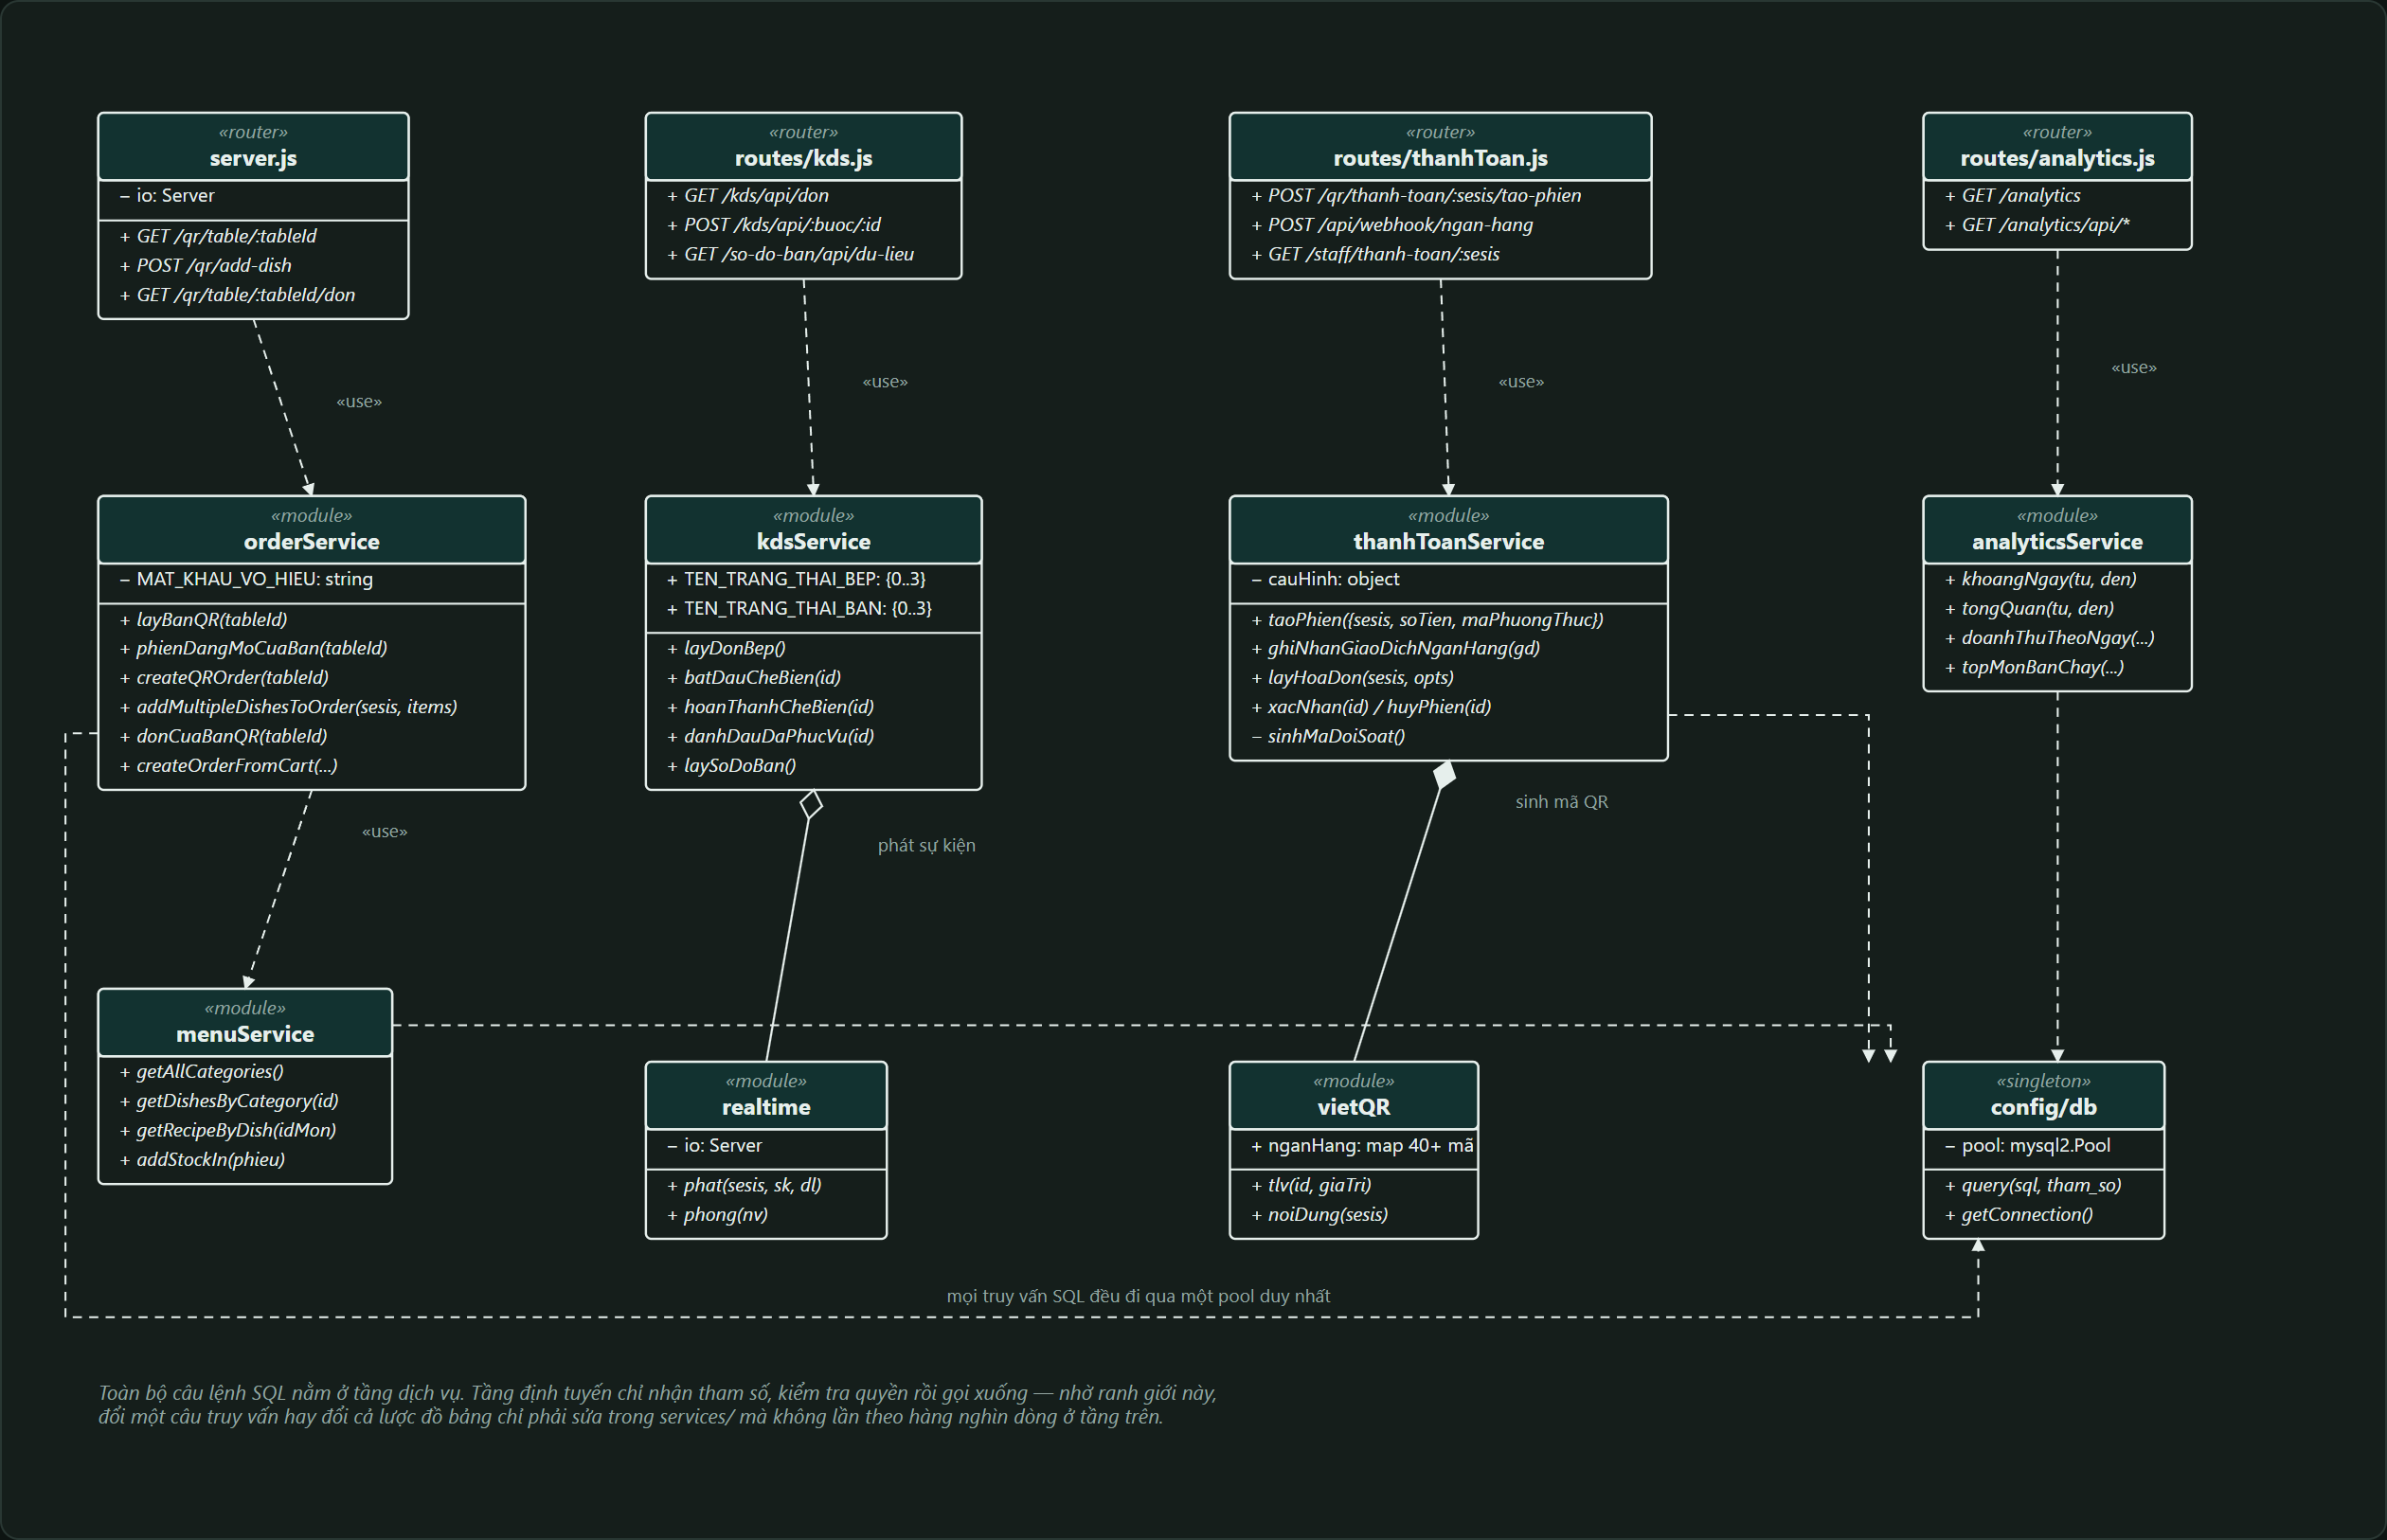 «router»
server.js
– io: Server
+ GET /qr/table/:tableId
+ POST /qr/add-dish
+ GET /qr/table/:tableId/don
«router»
routes/kds.js
+ GET /kds/api/don
+ POST /kds/api/:buoc/:id
+ GET /so-do-ban/api/du-lieu
«router»
routes/thanhToan.js
+ POST /qr/thanh-toan/:sesis/tao-phien
+ POST /api/webhook/ngan-hang
+ GET /staff/thanh-toan/:sesis
«router»
routes/analytics.js
+ GET /analytics
+ GET /analytics/api/*
«use»
«use»
«use»
«use»
«module»
orderService
– MAT_KHAU_VO_HIEU: string
+ layBanQR(tableId)
+ phienDangMoCuaBan(tableId)
+ createQROrder(tableId)
+ addMultipleDishesToOrder(sesis, items)
+ donCuaBanQR(tableId)
+ createOrderFromCart(...)
«module»
kdsService
+ TEN_TRANG_THAI_BEP: {0..3}
+ TEN_TRANG_THAI_BAN: {0..3}
+ layDonBep()
+ batDauCheBien(id)
+ hoanThanhCheBien(id)
+ danhDauDaPhucVu(id)
+ laySoDoBan()
«module»
thanhToanService
– cauHinh: object
+ taoPhien({sesis, soTien, maPhuongThuc})
+ ghiNhanGiaoDichNganHang(gd)
+ layHoaDon(sesis, opts)
+ xacNhan(id) / huyPhien(id)
– sinhMaDoiSoat()
«module»
analyticsService
+ khoangNgay(tu, den)
+ tongQuan(tu, den)
+ doanhThuTheoNgay(...)
+ topMonBanChay(...)
«use»
phát sự kiện
sinh mã QR
«module»
menuService
+ getAllCategories()
+ getDishesByCategory(id)
+ getRecipeByDish(idMon)
+ addStockIn(phieu)
«module»
realtime
– io: Server
+ phat(sesis, sk, dl)
+ phong(nv)
«module»
vietQR
+ nganHang: map 40+ mã
+ tlv(id, giaTri)
+ noiDung(sesis)
«singleton»
config/db
– pool: mysql2.Pool
+ query(sql, tham_so)
+ getConnection()
mọi truy vấn SQL đều đi qua một pool duy nhất
Toàn bộ câu lệnh SQL nằm ở tầng dịch vụ. Tầng định tuyến chỉ nhận tham số, kiểm tra quyền rồi gọi xuống — nhờ ranh giới này,
đổi một câu truy vấn hay đổi cả lược đồ bảng chỉ phải sửa trong services/ mà không lần theo hàng nghìn dòng ở tầng trên.